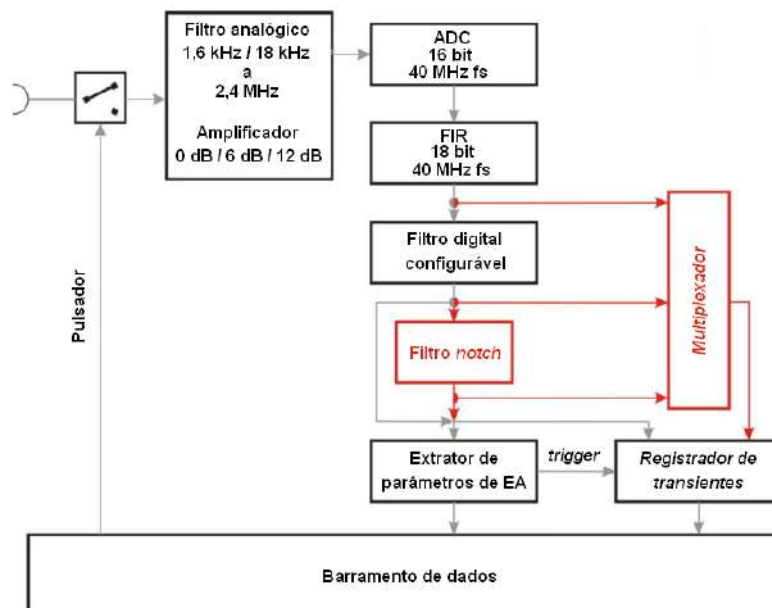 Filtro analógico
1,6 kHz / 18 kHz
a
2,4 MHz
Amplificador
0 dB / 6 dB / 12 dB
ADC
16 bit
40 MHz fs
FIR
18 bit
40 MHz fs
Filtro digital
configurável
Multiplexador
Pulsador
Filtro notch
Extrator de
parâmetros de EA
trigger
Registrador de
transientes
Barramento de dados